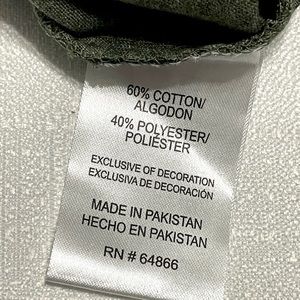 60% COTTON/
ALGODON
40% POLYESTER/
POLIÉSTER
EXCLUSIVE OF DECORATION
EXCLUSIVA DE DECORACIÓN
MADE IN PAKISTAN
HECHO EN PAKISTAN
RN # 64866